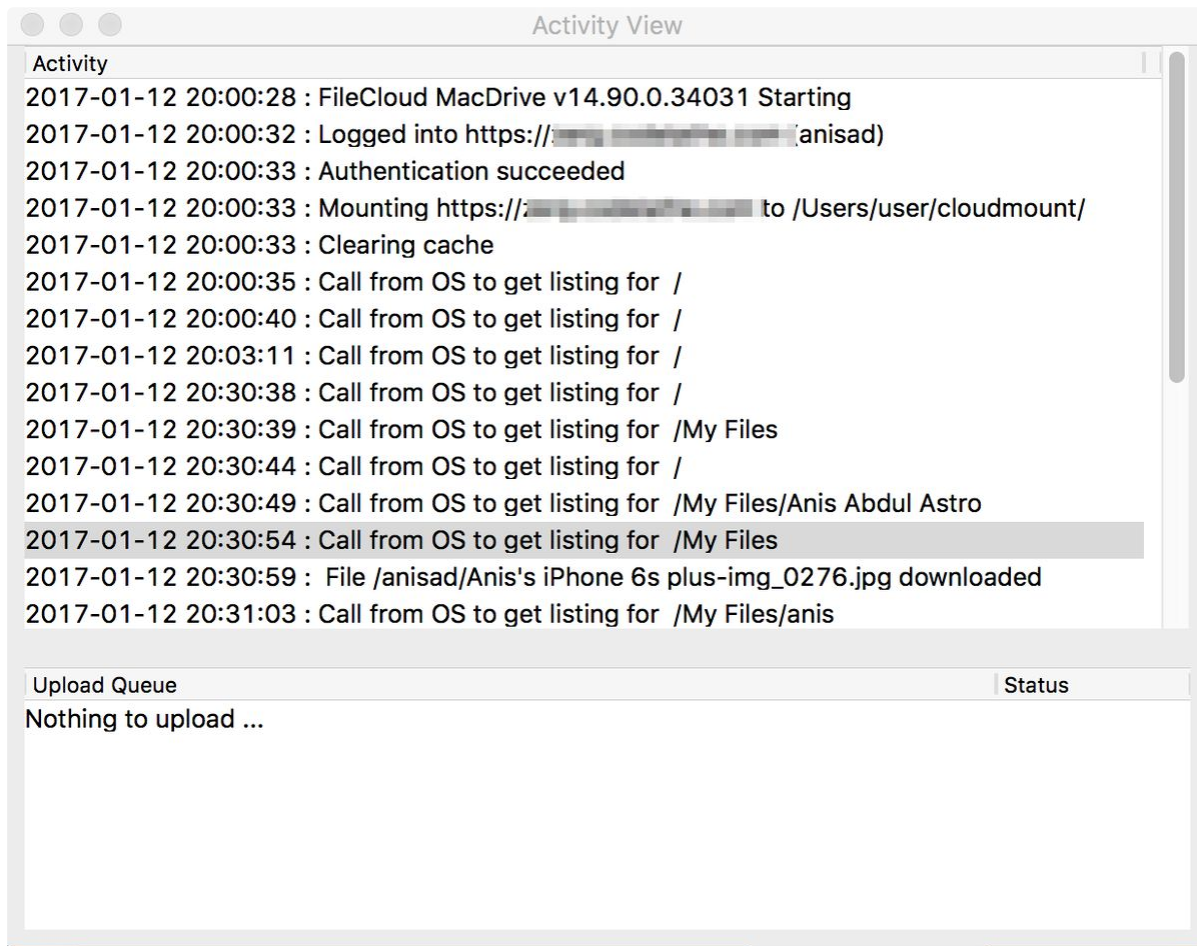 Activity View
Activity
2017-01-12 20:00:28 : FileCloud MacDrive v14.90.0.34031 Starting
2017-01-12 20:00:32 : Logged into https:// (anisad)
2017-01-12 20:00:33 : Authentication succeeded
2017-01-12 20:00:33 : Mounting https:// to /Users/user/cloudmount/
2017-01-12 20:00:33 : Clearing cache
2017-01-12 20:00:35 : Call from OS to get listing for  /
2017-01-12 20:00:40 : Call from OS to get listing for  /
2017-01-12 20:03:11 : Call from OS to get listing for  /
2017-01-12 20:30:38 : Call from OS to get listing for  /
2017-01-12 20:30:39 : Call from OS to get listing for  /My Files
2017-01-12 20:30:44 : Call from OS to get listing for  /
2017-01-12 20:30:49 : Call from OS to get listing for  /My Files/Anis Abdul Astro
2017-01-12 20:30:54 : Call from OS to get listing for  /My Files
2017-01-12 20:30:59 :  File /anisad/Anis's iPhone 6s plus-img_0276.jpg downloaded
2017-01-12 20:31:03 : Call from OS to get listing for  /My Files/anis
Upload Queue Status
Nothing to upload ...